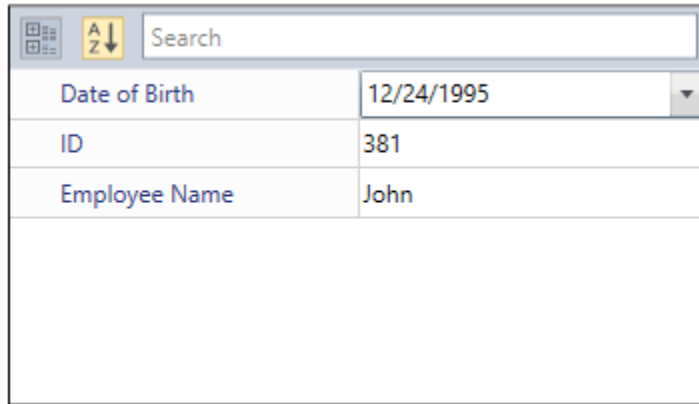 A
Z
Search
Date of Birth 12/24/1995
ID 381
Employee Name John